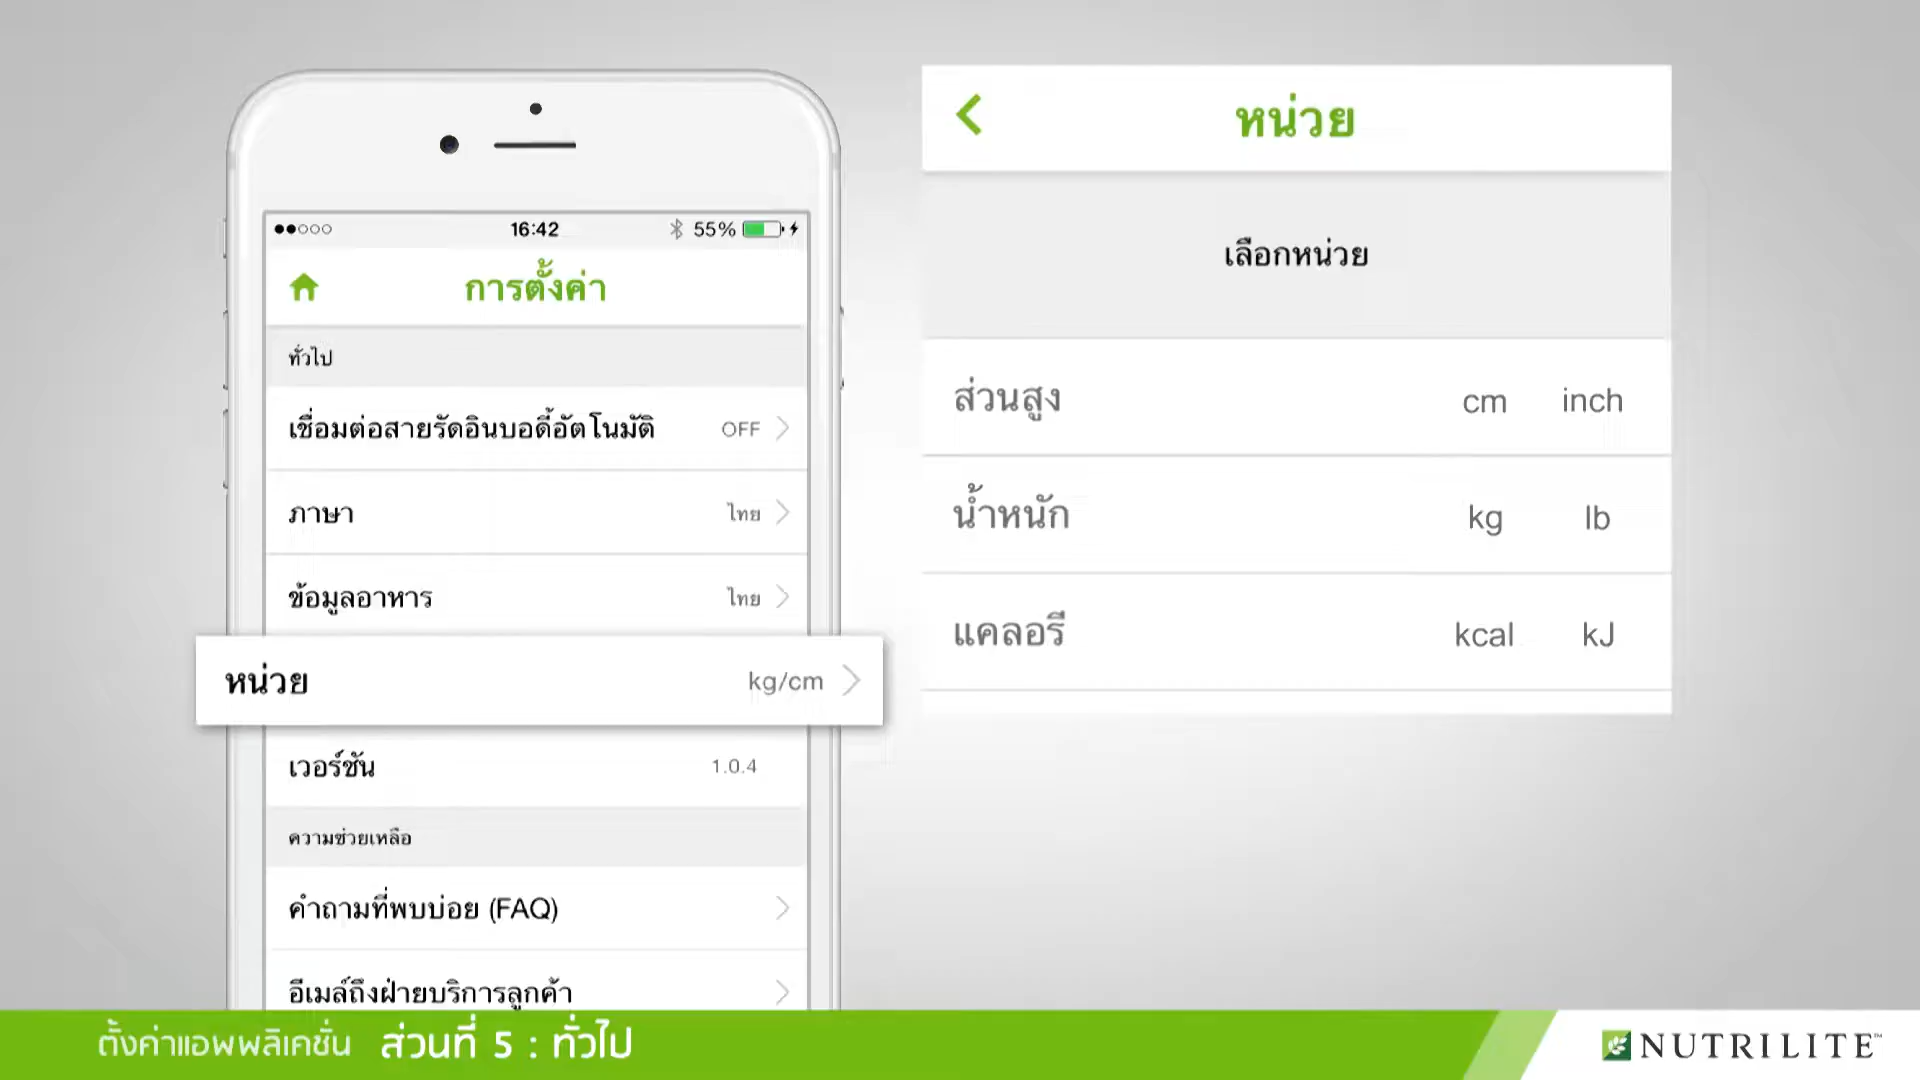 16:42 55%
การตั้งค่า
ทั่วไป
เชื่อมต่อสายรัดอินบอดี้อัตโนมัติ OFF
ภาษา ไทย
ข้อมูลอาหาร ไทย
หน่วย kg/cm
เวอร์ชัน 1.0.4
ความช่วยเหลือ
คำถามที่พบบ่อย (FAQ)
อีเมล์ถึงฝ่ายบริการลูกค้า
หน่วย
เลือกหน่วย
ส่วนสูง cm inch
น้ำหนัก kg lb
แคลอรี kcal kJ
ตั้งค่าแอพพลิเคชั่น ส่วนที่ 5 : ทั่วไป
NUTRILITE™